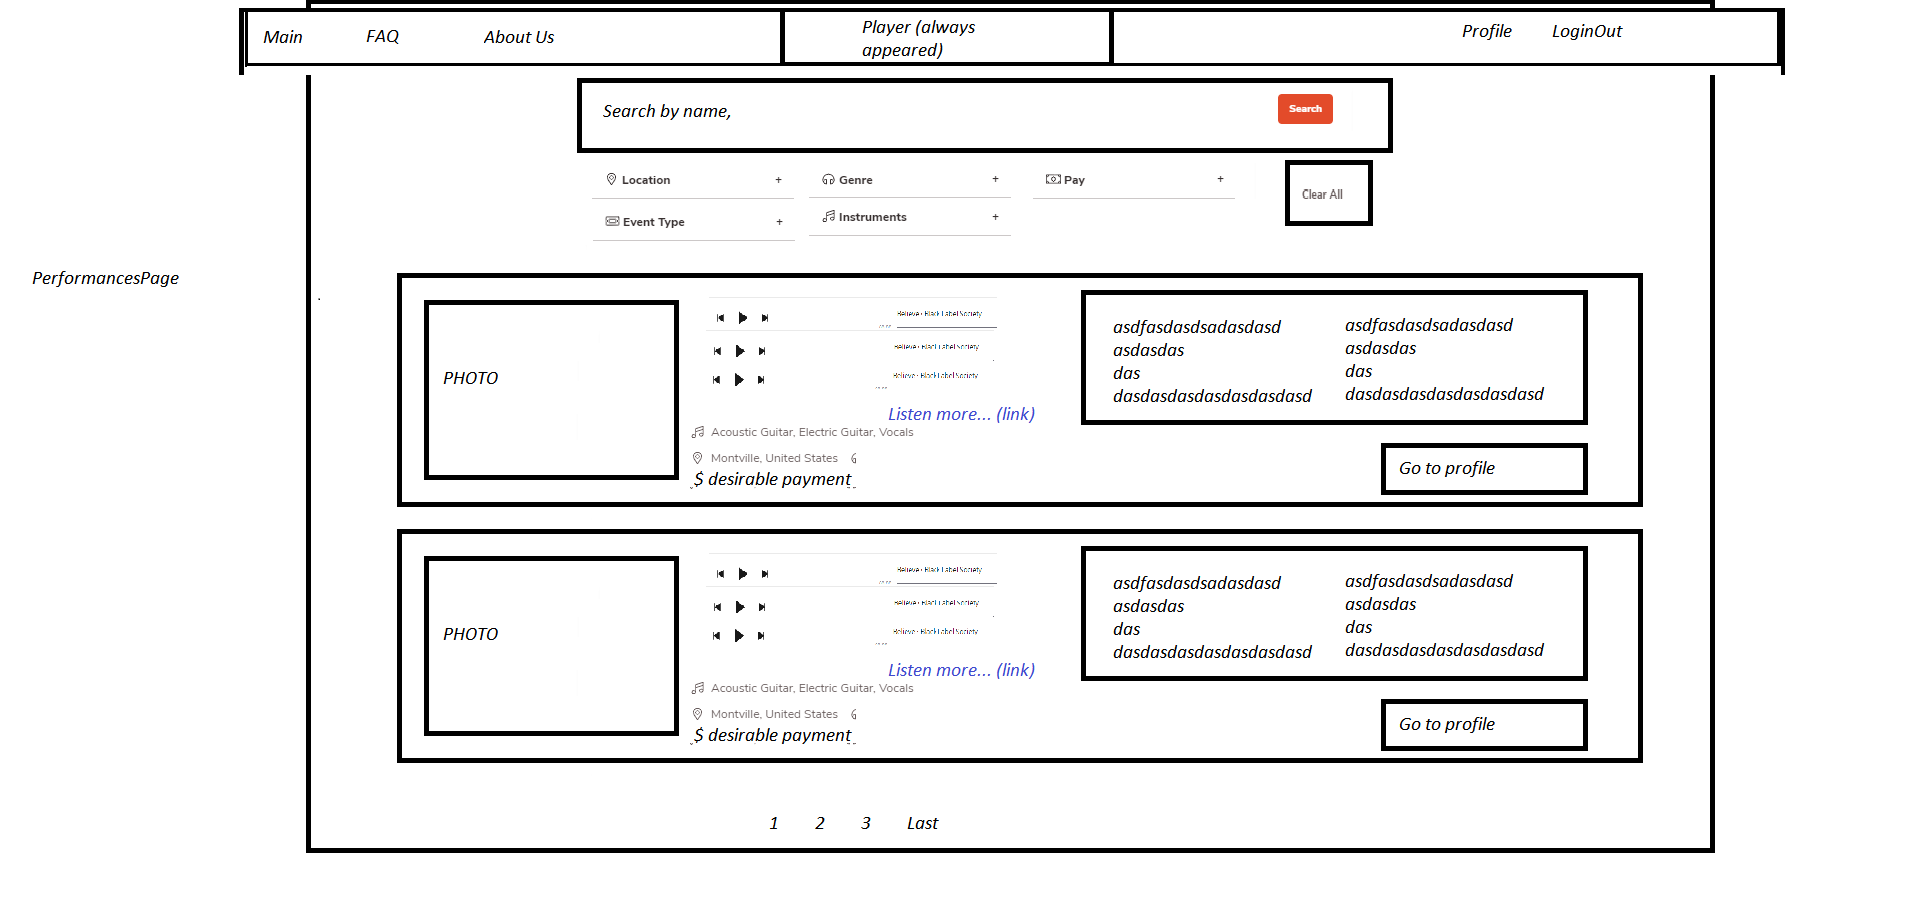 Main FAQ About Us Player (always
appeared) Profile LoginOut
Search by name, Search
Location + Genre + Pay +
Clear All
Event Type + Instruments +
PerformancesPage
PHOTO
Believe - Black Label Society
Believe - Black Label Society
Believe - Black Label Society
Listen more... (link)
Acoustic Guitar, Electric Guitar, Vocals
Montville, United States
$ desirable payment
asdfasdasdsadasdasd
asdasdas
das
dasdasdasdasdasdasdasd
asdfasdasdsadasdasd
asdasdas
das
dasdasdasdasdasdasdasd
Go to profile
PHOTO
Believe - Black Label Society
Believe - Black Label Society
Believe - Black Label Society
Listen more... (link)
Acoustic Guitar, Electric Guitar, Vocals
Montville, United States
$ desirable payment
asdfasdasdsadasdasd
asdasdas
das
dasdasdasdasdasdasdasd
asdfasdasdsadasdasd
asdasdas
das
dasdasdasdasdasdasdasd
Go to profile
1 2 3 Last